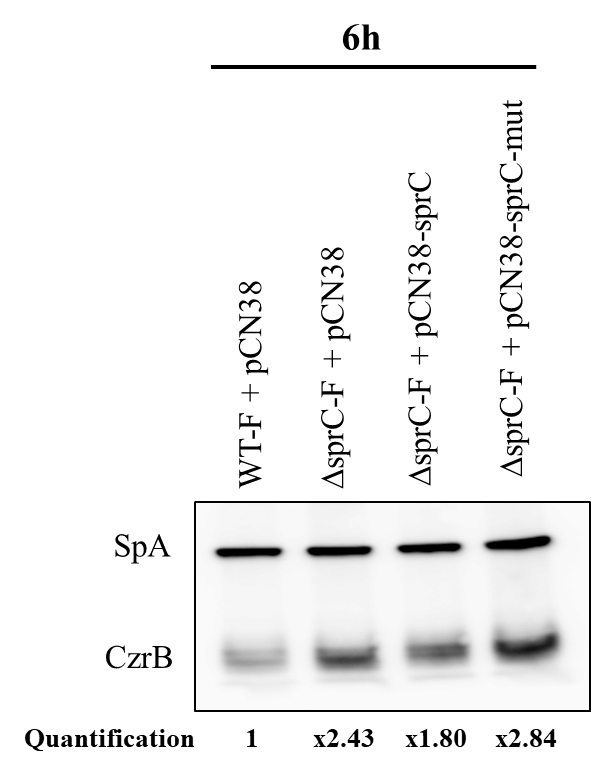 6h
WT-F + pCN38
ΔsprC-F + pCN38
ΔsprC-F + pCN38-sprC
ΔsprC-F + pCN38-sprC-mut
SpA
CzrB
Quantification 1 x2.43 x1.80 x2.84